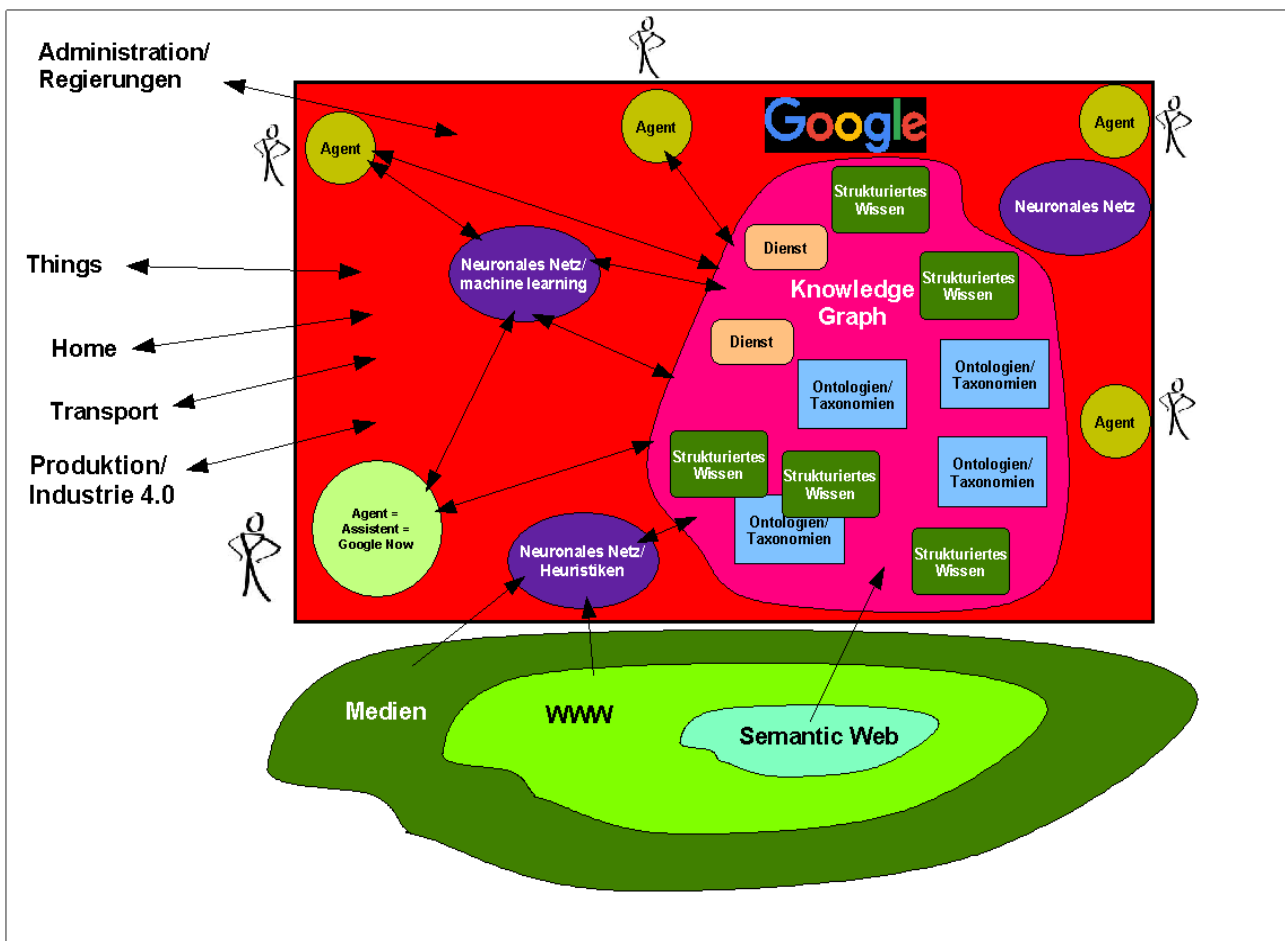 Administration/
Regierungen
Agent
Agent
Google
Agent
Strukturiertes
Wissen
Neuronales Netz
Dienst
Things
Neuronales Netz/
machine learning
Strukturiertes
Wissen
Knowledge
Graph
Home
Dienst
Transport
Ontologien/
Taxonomien
Ontologien/
Taxonomien
Agent
Produktion/
Industrie 4.0
Strukturiertes
Wissen
Strukturiertes
Wissen
Ontologien/
Taxonomien
Agent =
Assistent =
Google Now
Ontologien/
Taxonomien
Neuronales Netz/
Heuristiken
Strukturiertes
Wissen
Medien
WWW
Semantic Web